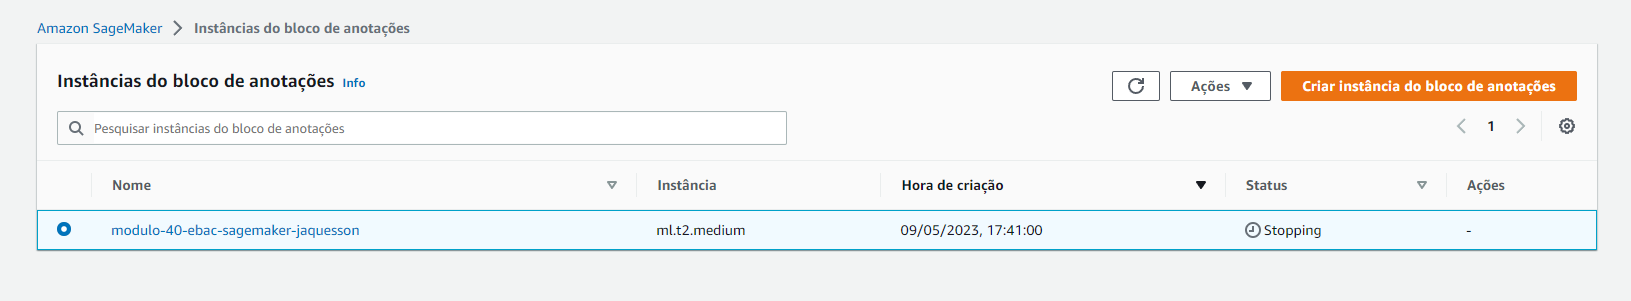 Amazon SageMaker > Instâncias do bloco de anotações
Instâncias do bloco de anotações Info
Ações Criar instância do bloco de anotações
Pesquisar instâncias do bloco de anotações
1
Nome Instância Hora de criação Status Ações
modulo-40-ebac-sagemaker-jaquesson ml.t2.medium 09/05/2023, 17:41:00 Stopping -